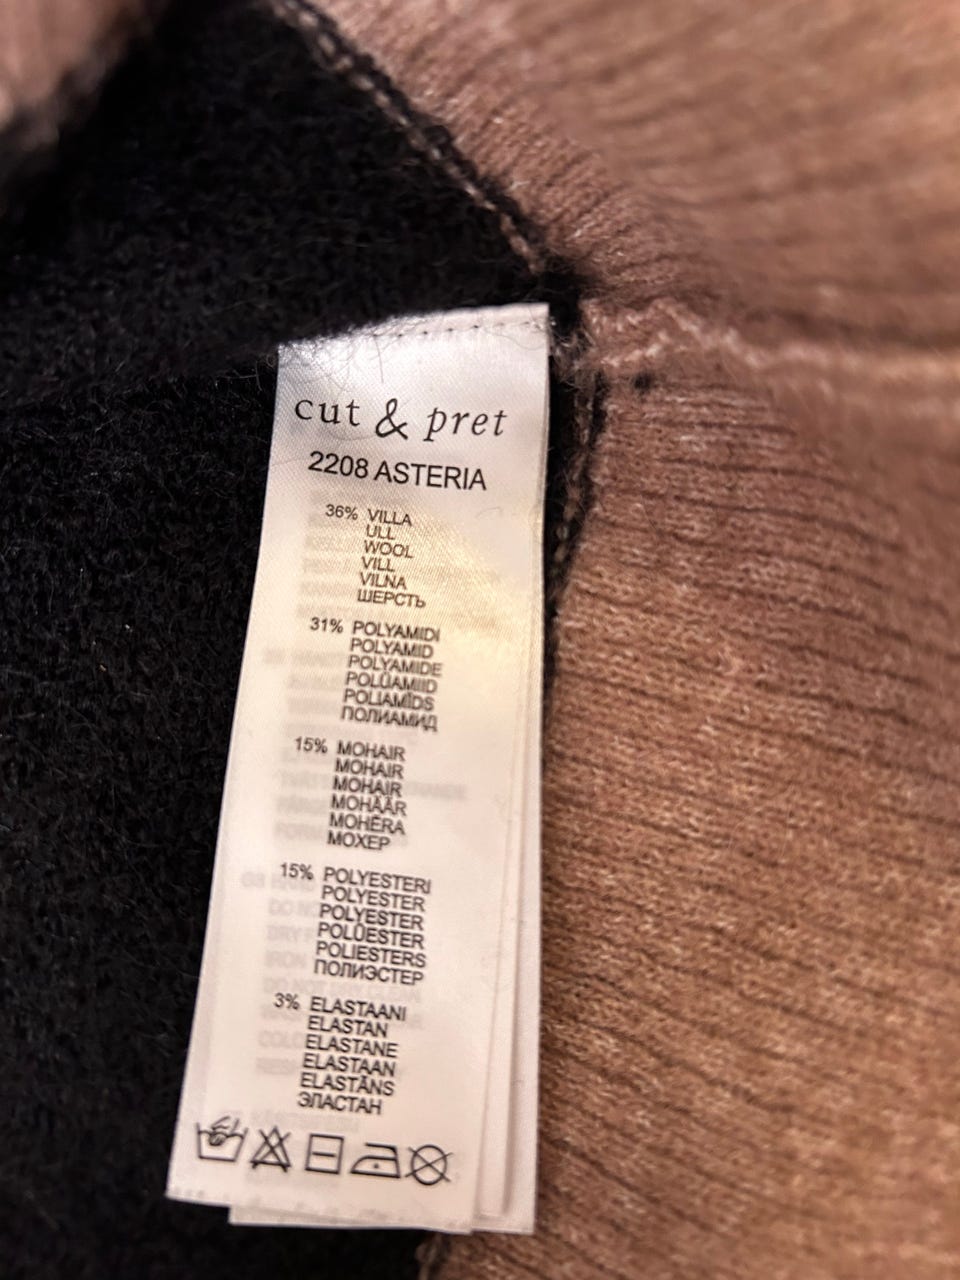 cut & pret
2208 ASTERIA
36% VILLA
ULL
WOOL
VILL
VILNA
ШЕРСТЬ
31% POLYAMIDI
POLYAMID
POLYAMIDE
POLÜAMIID
POLIAMĪDS
ПОЛИАМИД
15% MOHAIR
MOHAIR
MOHAIR
MOHÄÄR
MOHĒRA
МОХЕР
15% POLYESTERI
POLYESTER
POLYESTER
POLÜESTER
POLIESTERS
ПОЛИЭСТЕР
3% ELASTAANI
ELASTAN
ELASTANE
ELASTAAN
ELASTĀNS
ЭЛАСТАН